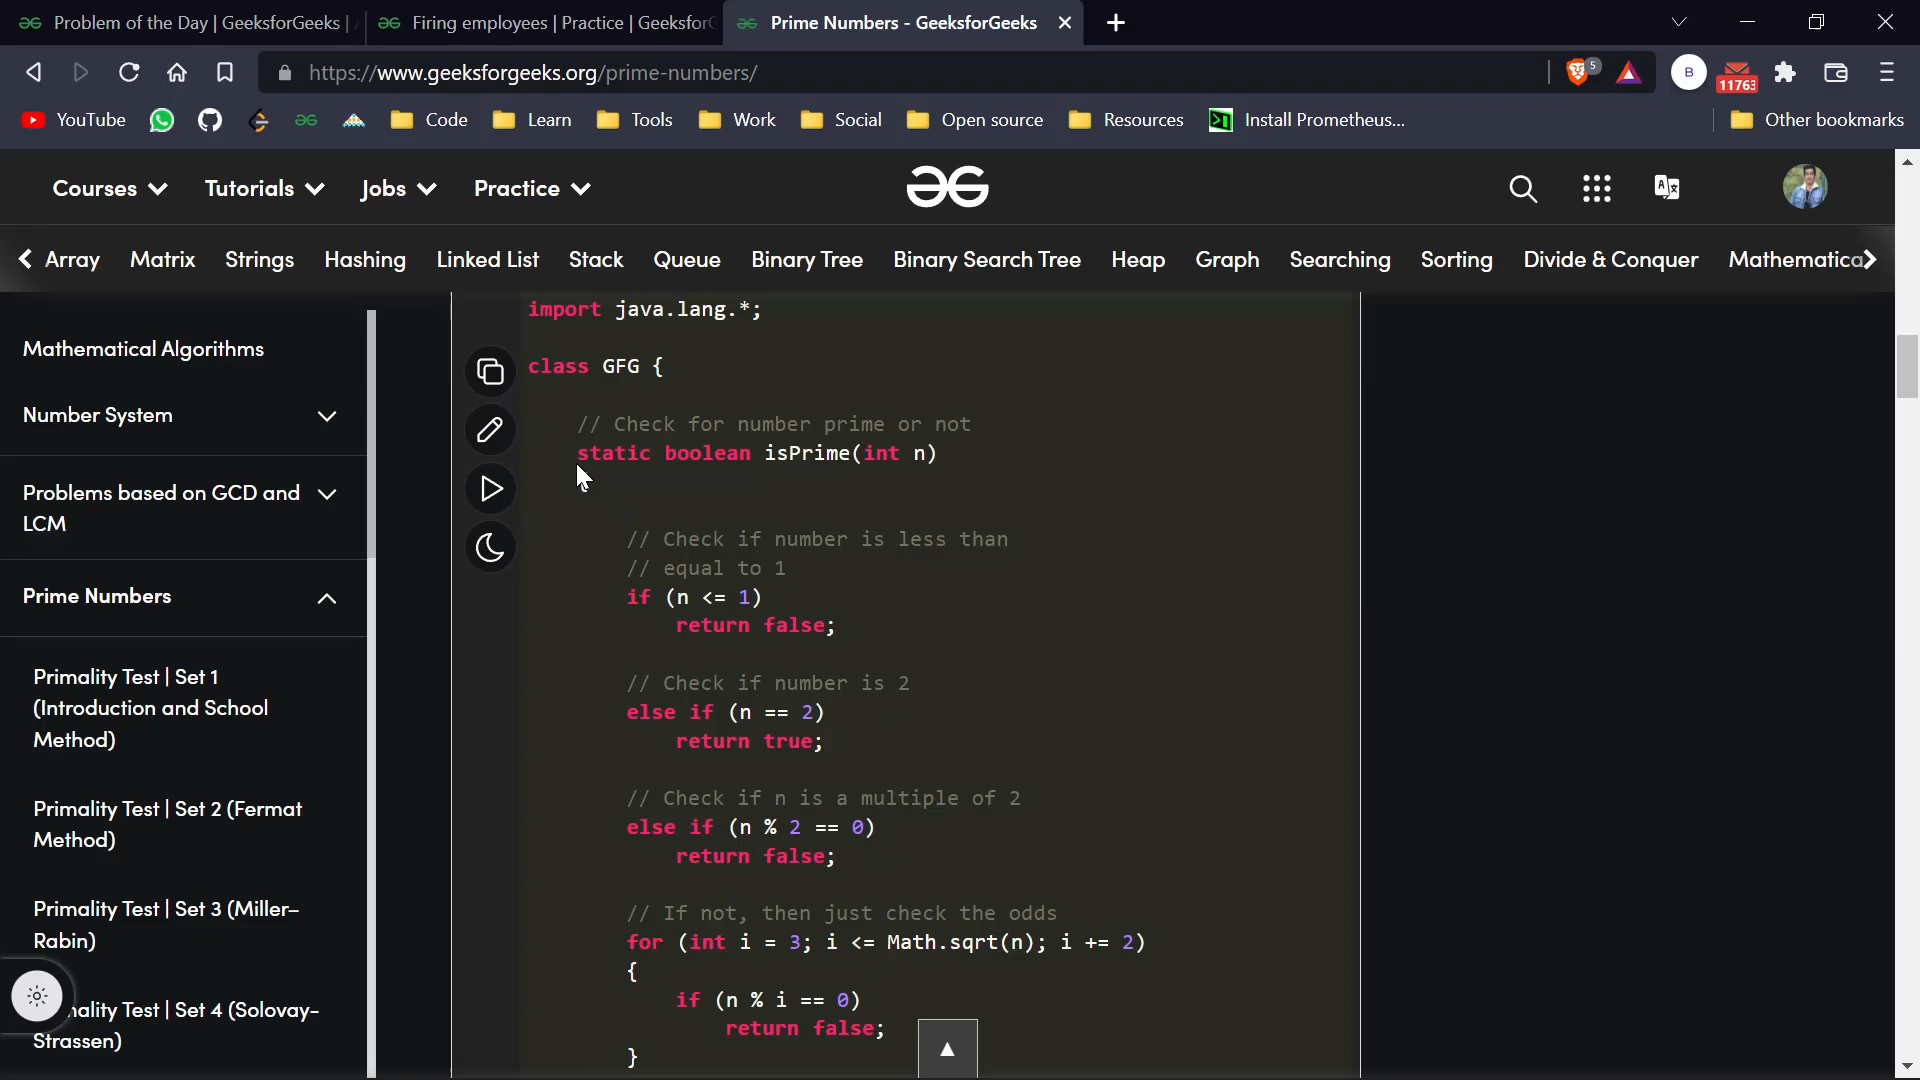 Problem of the Day | GeeksforGeeks |
Firing employees | Practice | Geeksfor
Prime Numbers - GeeksforGeeks
https://www.geeksforgeeks.org/prime-numbers/
5
B
11763
YouTube
Code
Learn
Tools
Work
Social
Open source
Resources
Install Prometheus...
Other bookmarks
Courses
Tutorials
Jobs
Practice
Array
Matrix
Strings
Hashing
Linked List
Stack
Queue
Binary Tree
Binary Search Tree
Heap
Graph
Searching
Sorting
Divide & Conquer
Mathematica
Mathematical Algorithms
Number System
Problems based on GCD and
LCM
Prime Numbers
Primality Test | Set 1
(Introduction and School
Method)
Primality Test | Set 2 (Fermat
Method)
Primality Test | Set 3 (Miller–
Rabin)
ality Test | Set 4 (Solovay-
Strassen)
import java.lang.*;
class GFG {
// Check for number prime or not
static boolean isPrime(int n)
// Check if number is less than
// equal to 1
if (n <= 1)
return false;
// Check if number is 2
else if (n == 2)
return true;
// Check if n is a multiple of 2
else if (n % 2 == 0)
return false;
// If not, then just check the odds
for (int i = 3; i <= Math.sqrt(n); i += 2)
{
if (n % i == 0)
return false;
}